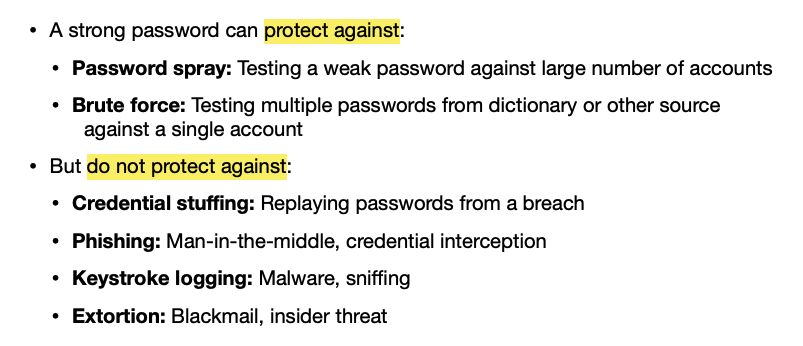 • A strong password can protect against:
• Password spray: Testing a weak password against large number of accounts
• Brute force: Testing multiple passwords from dictionary or other source
against a single account
• But do not protect against:
• Credential stuffing: Replaying passwords from a breach
• Phishing: Man-in-the-middle, credential interception
• Keystroke logging: Malware, sniffing
• Extortion: Blackmail, insider threat